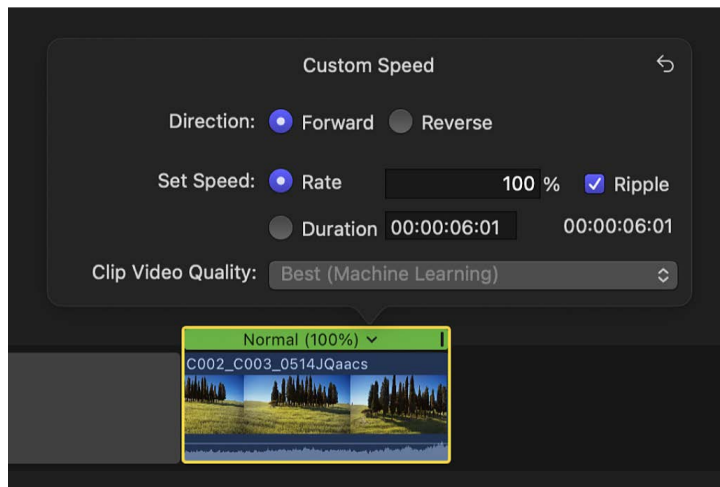 Custom Speed
Direction: Forward Reverse
Set Speed: Rate 100 % Ripple
Duration 00:00:06:01 00:00:06:01
Clip Video Quality: Best (Machine Learning)
Normal (100%)
C002_C003_0514JQaacs